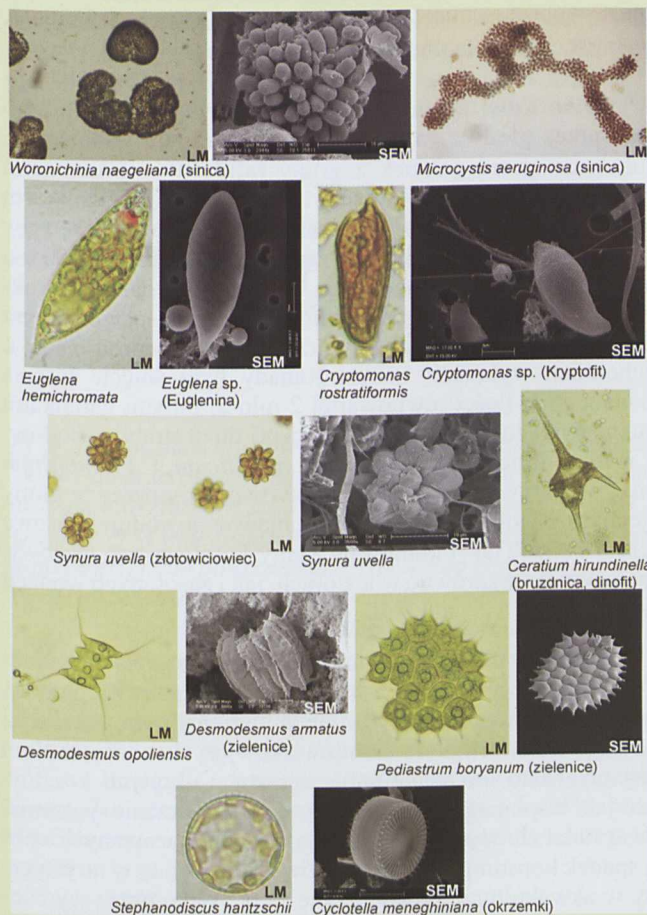 LM
SEM
LM
Woronichinia naegeliana (sinica)
Microcystis aeruginosa (sinica)
LM
SEM
LM
SEM
Euglena
hemichromata
Euglena sp.
(Euglenina)
Cryptomonas
rostratiformis
Cryptomonas sp. (Kryptofit)
LM
SEM
LM
Synura uvella (złotowiciowiec)
Synura uvella
Ceratium hirundinella
(bruzdnica, dinofit)
LM
SEM
LM
SEM
Desmodesmus opoliensis
Desmodesmus armatus
(zielenice)
Pediastrum boryanum (zielenice)
LM
SEM
Stephanodiscus hantzschii
Cyclotella meneghiniana (okrzemki)